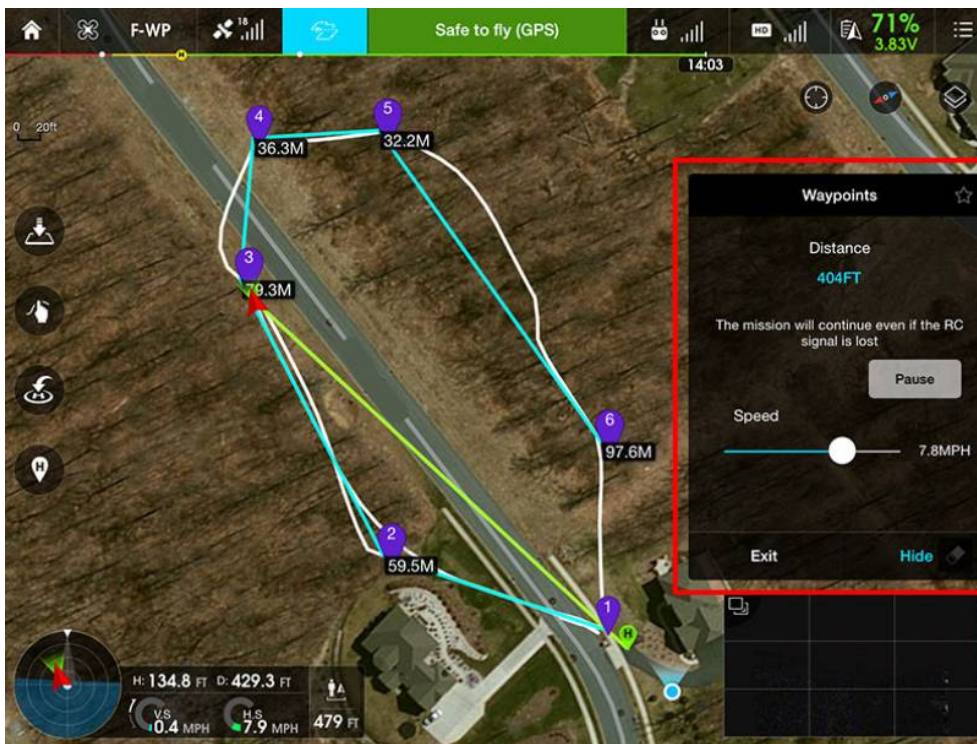 F-WP
18
Safe to fly (GPS)
HD
71%
3.83V
14:03
H
0 20ft
4
36.3M
5
32.2M
3
79.3M
6
97.6M
2
59.5M
1
H
H
H
Waypoints
Distance
404FT
The mission will continue even if the RC
signal is lost
Pause
Speed
7.8MPH
Exit
Hide
H: 134.8 FT D: 429.3 FT
V.S
0.4 MPH
H.S
7.9 MPH
479 FT